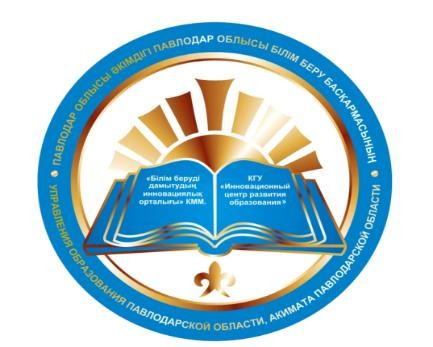 ПАВЛОДАР ОБЛЫСЫ ӘКІМДІГІ ПАВЛОДАР ОБЛЫСЫ БІЛІМ БЕРУ БАСҚАРМАСЫНЫҢ
«Білім беруді
дамытудың
инновациялық
орталығы» КММ.
КГУ
«Инновационный
центр развития
образования»
УПРАВЛЕНИЯ ОБРАЗОВАНИЯ ПАВЛОДАРСКОЙ ОБЛАСТИ, АКИМАТА ПАВЛОДАРСКОЙ ОБЛАСТИ